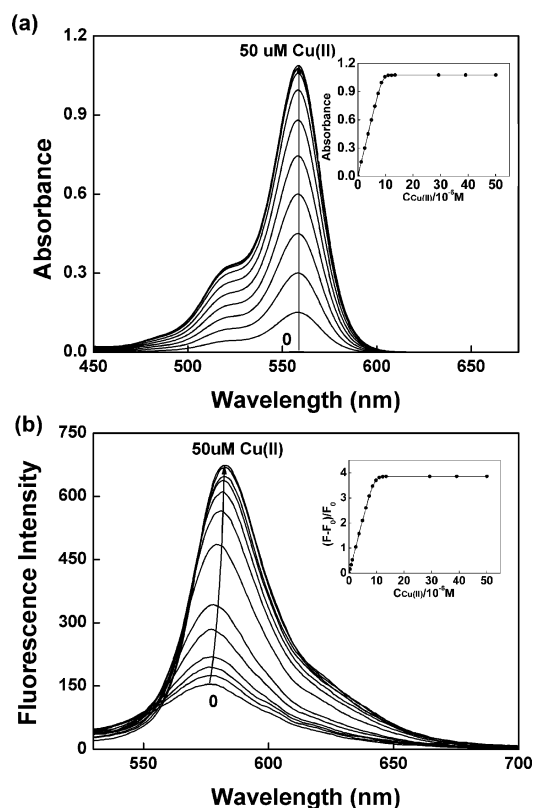 (a)
50 uM Cu(II)
Absorbance
1.2
0.9
0.6
0.3
0.0
0
450 500 550 600 650
Wavelength (nm)
Absorbance
1.2
0.9
0.6
0.3
0.0
0 10 20 30 40 50
CCu(II)/10-5M
(b)
50uM Cu(II)
Fluorescence Intensity
750
600
450
300
150
0
0
550 600 650 700
Wavelength (nm)
(F-F0)/F0
4
3
2
1
0
0 10 20 30 40 50
CCu(II)/10-5M